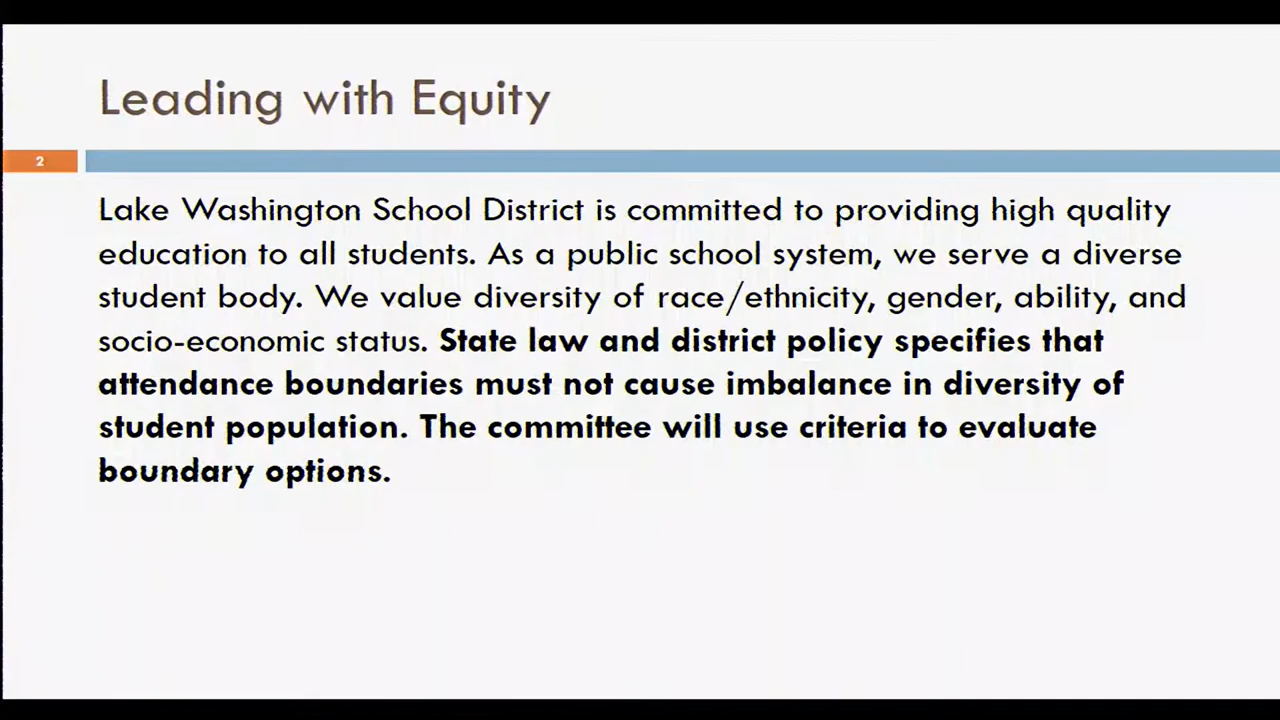 Leading with Equity
2
Lake Washington School District is committed to providing high quality
education to all students. As a public school system, we serve a diverse
student body. We value diversity of race/ethnicity, gender, ability, and
socio-economic status. State law and district policy specifies that
attendance boundaries must not cause imbalance in diversity of
student population. The committee will use criteria to evaluate
boundary options.